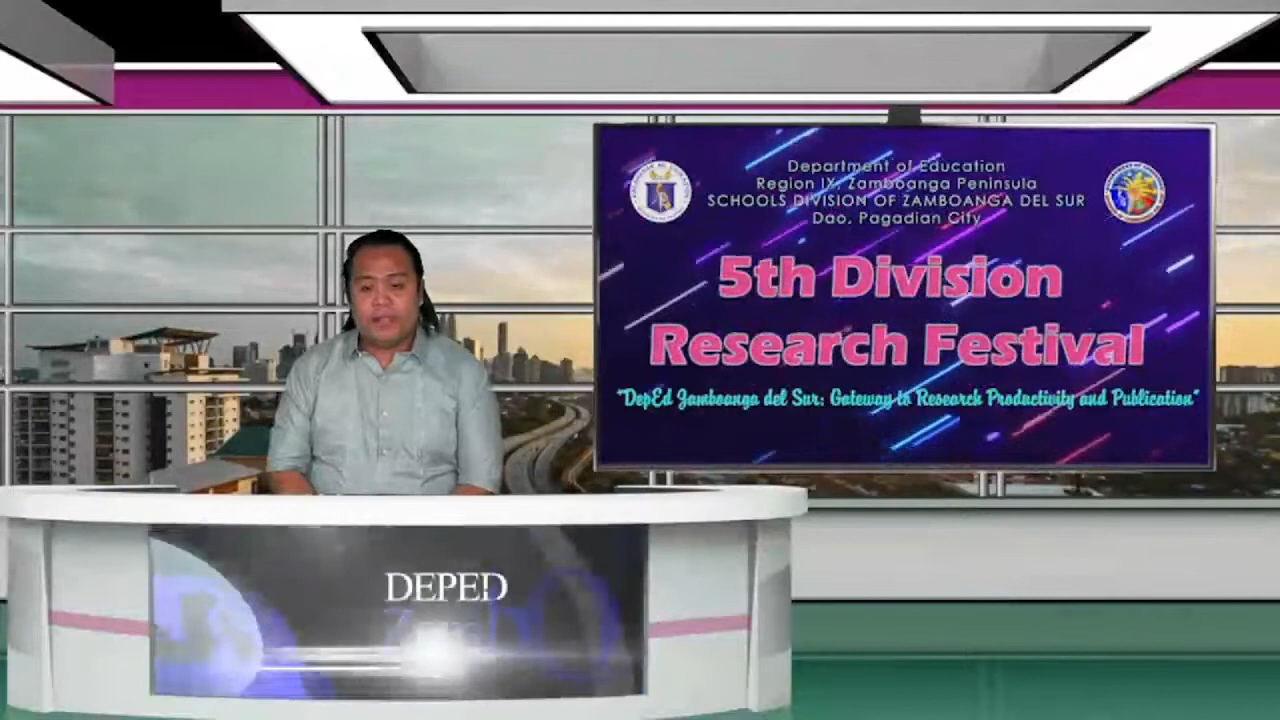 Department of Education
Region IX, Zamboanga Peninsula
SCHOOLS DIVISION OF ZAMBOANGA DEL SUR
Dao, Pagadian City
5th Division
Research Festival
"DepEd Zamboanga del Sur: Gateway to Research Productivity and Publication"
DEPED